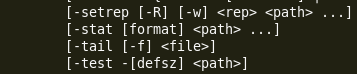 [-setrep [-R] [-w] <rep> <path> ...]
[-stat [format] <path> ...]
[-tail [-f] <file>]
[-test -[defsz] <path>]